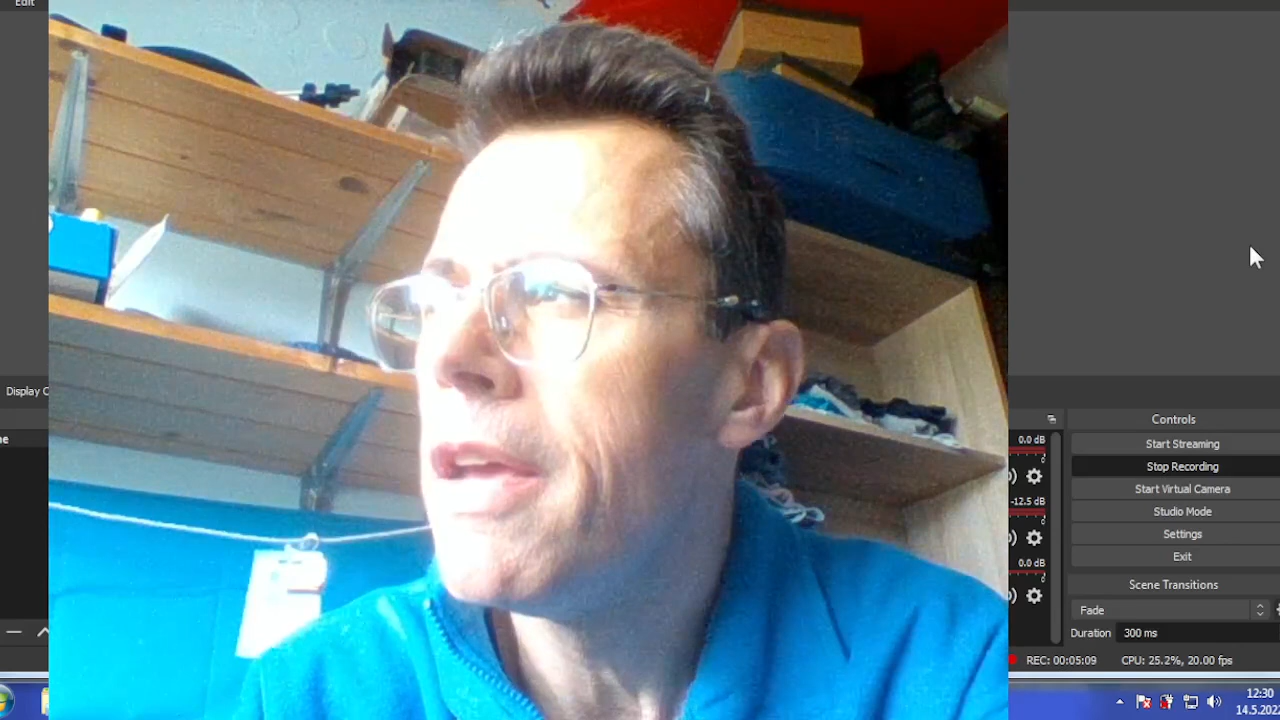 Edit
Display C
ne
Controls
0.0 dB
Start Streaming
Stop Recording
Start Virtual Camera
-12.5 dB
Studio Mode
Settings
Exit
0.0 dB
Scene Transitions
Fade
Duration 300 ms
REC: 00:05:09 CPU: 25.2%, 20.00 fps
12:30
14.5.202